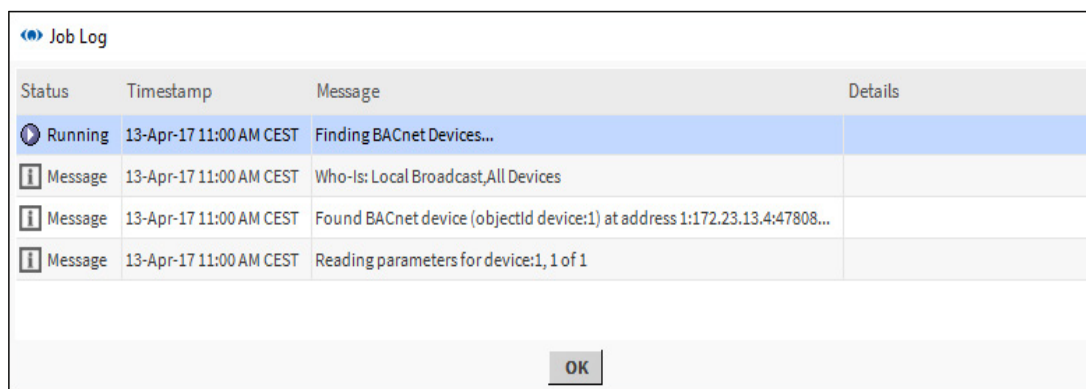 Job Log
Status Timestamp Message Details
Running 13-Apr-17 11:00 AM CEST Finding BACnet Devices...
Message 13-Apr-17 11:00 AM CEST Who-Is: Local Broadcast,All Devices
Message 13-Apr-17 11:00 AM CEST Found BACnet device (objectId device:1) at address 1:172.23.13.4:47808...
Message 13-Apr-17 11:00 AM CEST Reading parameters for device:1, 1 of 1
OK